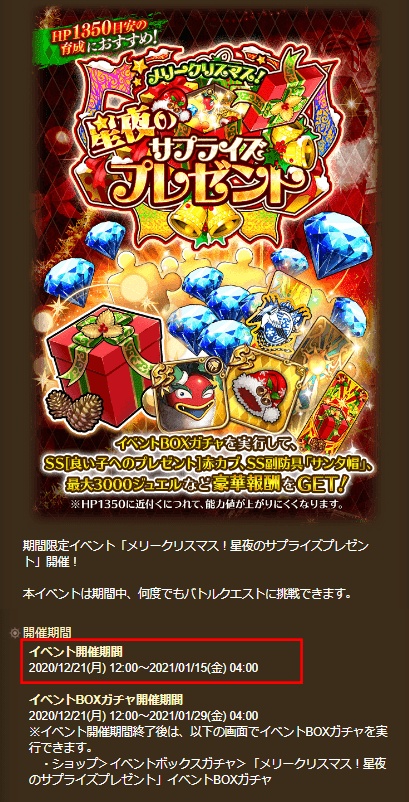 HP1350目安の
育成におすすめ!
メリークリスマス!
星夜の
サプライズ
プレゼント
イベントBOXガチャを実行して、
SS[良い子へのプレゼント]赤カブ、SS副防具「サンタ帽」、
最大3000ジュエルなど豪華報酬をGET!
※HP1350に近付くにつれて、能力値が上がりにくくなります。
期間限定イベント「メリークリスマス！星夜のサプライズプレゼン
ト」開催！
本イベントは期間中、何度でもバトルクエストに挑戦できます。
開催期間
イベント開催期間
2020/12/21(月) 12:00～2021/01/15(金) 04:00
イベントBOXガチャ開催期間
2020/12/21(月) 12:00～2021/01/29(金) 04:00
※イベント開催期間終了後は、以下の画面でイベントBOXガチャを実
行できます。
・ショップ＞イベントボックスガチャ＞「メリークリスマス！星夜
のサプライズプレゼント」イベントBOXガチャ